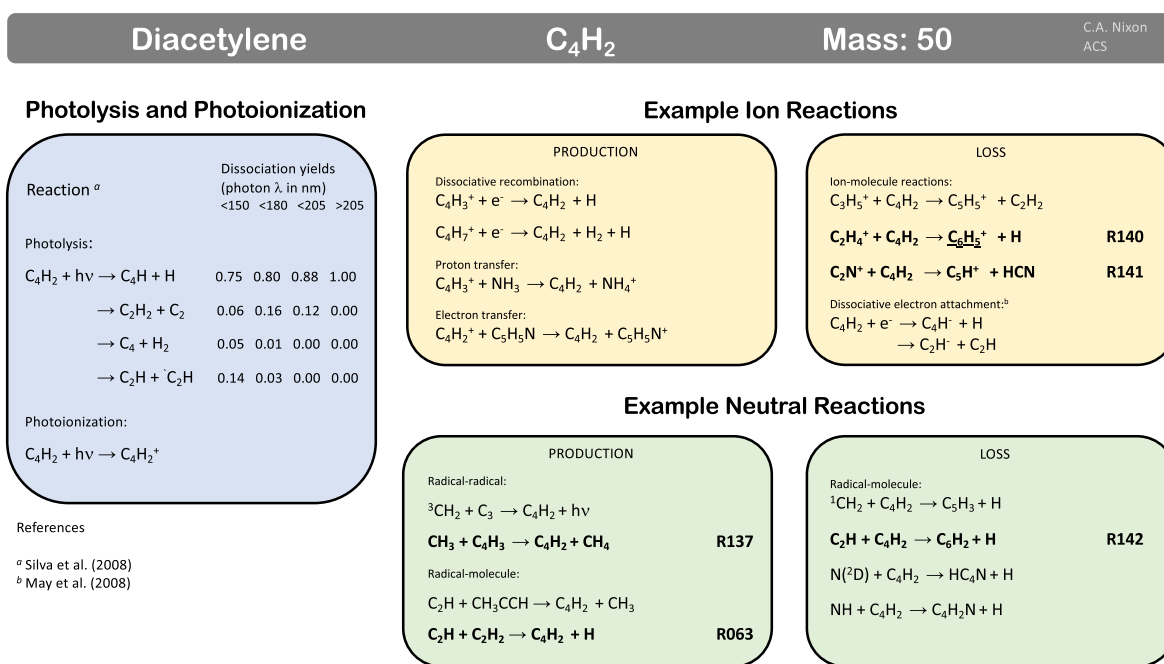 Diacetylene C₄H₂ Mass: 50 C.A. Nixon
ACS
Photolysis and Photoionization
Reaction ᵃ
Dissociation yields
(photon λ in nm)
<150 <180 <205 >205
Photolysis:
C₄H₂ + hν → C₄H + H 0.75 0.80 0.88 1.00
→ C₂H₂ + C₂ 0.06 0.16 0.12 0.00
→ C₄ + H₂ 0.05 0.01 0.00 0.00
→ C₂H + `C₂H 0.14 0.03 0.00 0.00
Photoionization:
C₄H₂ + hν → C₄H₂⁺
References
ᵃ Silva et al. (2008)
ᵇ May et al. (2008)
Example Ion Reactions
PRODUCTION
Dissociative recombination:
C₄H₃⁺ + e⁻ → C₄H₂ + H
C₄H₇⁺ + e⁻ → C₄H₂ + H₂ + H
Proton transfer:
C₄H₃⁺ + NH₃ → C₄H₂ + NH₄⁺
Electron transfer:
C₄H₂⁺ + C₅H₅N → C₄H₂ + C₅H₅N⁺
LOSS
Ion-molecule reactions:
C₃H₅⁺ + C₄H₂ → C₅H₅⁺ + C₂H₂
C₂H₄⁺ + C₄H₂ → C₆H₅⁺ + H R140
C₂N⁺ + C₄H₂ → C₅H⁺ + HCN R141
Dissociative electron attachment:ᵇ
C₄H₂ + e⁻ → C₄H⁻ + H
→ C₂H⁻ + C₂H
Example Neutral Reactions
PRODUCTION
Radical-radical:
³CH₂ + C₃ → C₄H₂ + hν
CH₃ + C₄H₃ → C₄H₂ + CH₄ R137
Radical-molecule:
C₂H + CH₃CCH → C₄H₂ + CH₃
C₂H + C₂H₂ → C₄H₂ + H R063
LOSS
Radical-molecule:
¹CH₂ + C₄H₂ → C₅H₃ + H
C₂H + C₄H₂ → C₆H₂ + H R142
N(²D) + C₄H₂ → HC₄N + H
NH + C₄H₂ → C₄H₂N + H